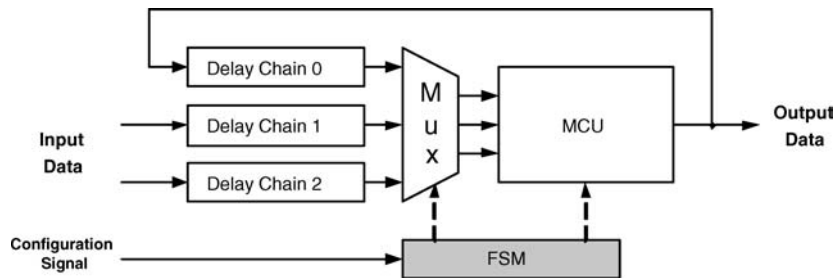 Delay Chain 0
Delay Chain 1
Delay Chain 2
Input
Data
M
u
x
MCU
Output
Data
Configuration
Signal
FSM